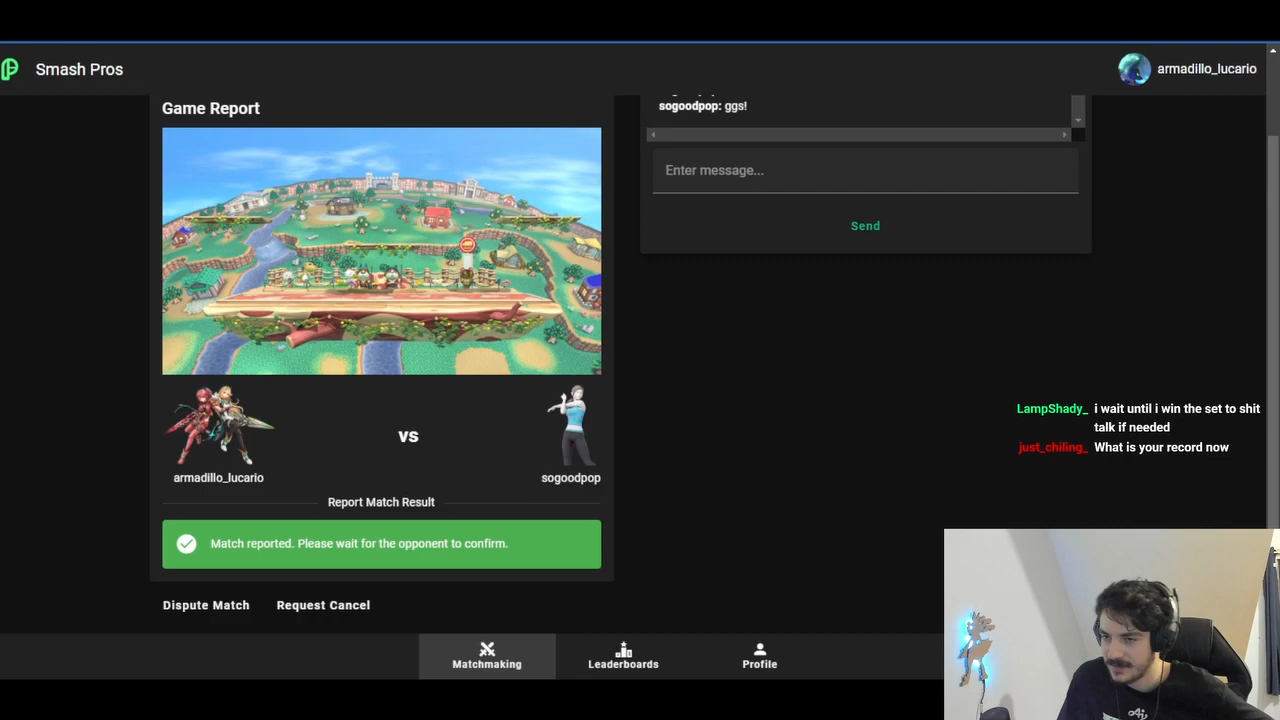 Smash Pros
armadillo_lucario
Game Report
sogoodpop: ggs!
Enter message...
Send
vs
armadillo_lucario
sogoodpop
Report Match Result
Match reported. Please wait for the opponent to confirm.
Dispute Match
Request Cancel
LampShady_ i wait until i win the set to shit
talk if needed
just_chiling_ What is your record now
Matchmaking
Leaderboards
Profile